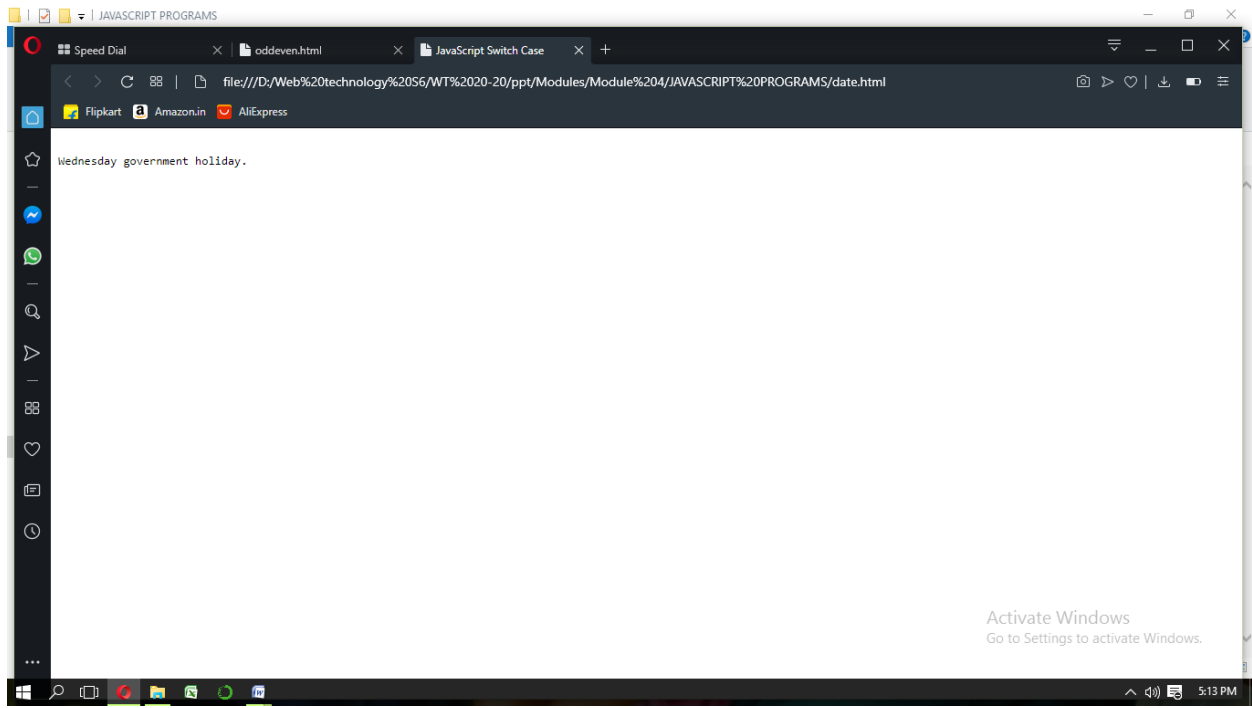 JAVASCRIPT PROGRAMS
Speed Dial
oddeven.html
JavaScript Switch Case
file:///D:/Web%20technology%20S6/WT%2020-20/ppt/Modules/Module%204/JAVASCRIPT%20PROGRAMS/date.html
Flipkart a Amazon.in AliExpress
Wednesday government holiday.
Activate Windows
Go to Settings to activate Windows.
5:13 PM